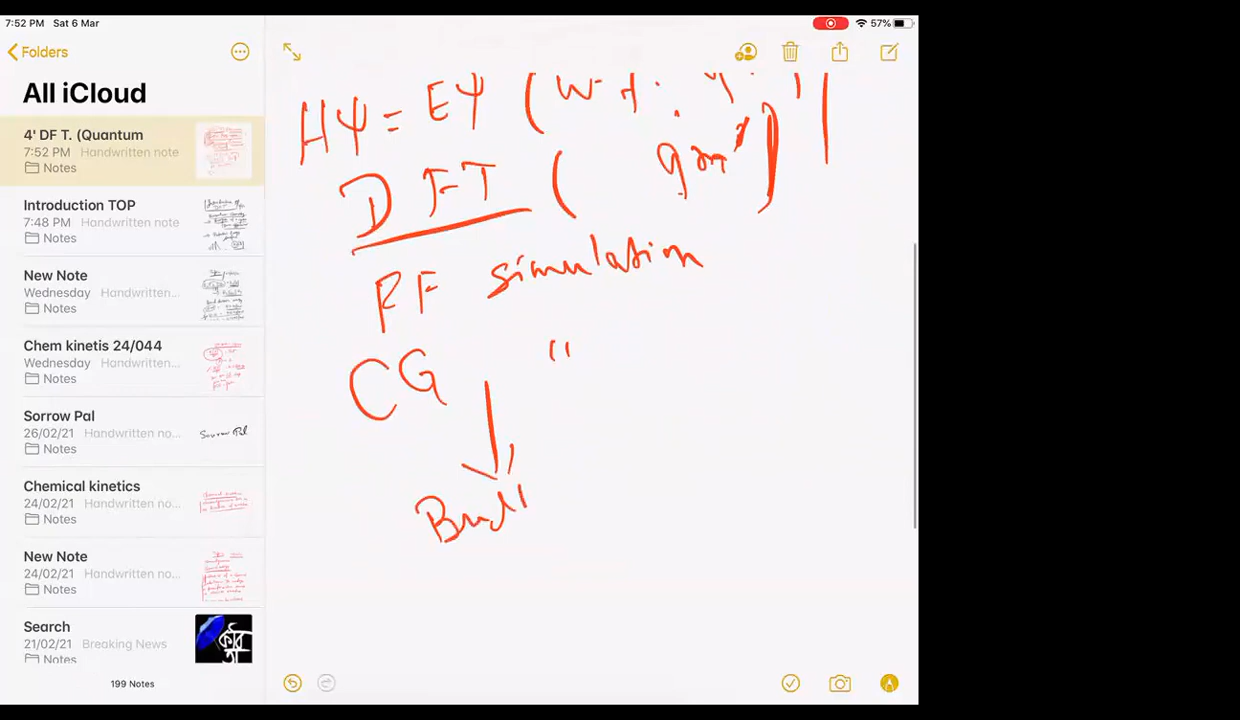 7:52 PM Sat 6 Mar
57%
Folders
All iCloud
4' DF T. (Quantum
7:52 PM Handwritten note
Notes
Introduction TOP
7:48 PM Handwritten note
Notes
New Note
Wednesday Handwritten...
Notes
Chem kinetis 24/044
Wednesday Handwritten...
Notes
Sorrow Pal
26/02/21 Handwritten no...
Notes
Sorrow Pal
Chemical kinetics
24/02/21 Handwritten no...
Notes
New Note
24/02/21 Handwritten no...
Notes
Search
21/02/21 Breaking News
Notes
199 Notes
Hψ = Eψ (
DFT ( )
FF simulation
CG "